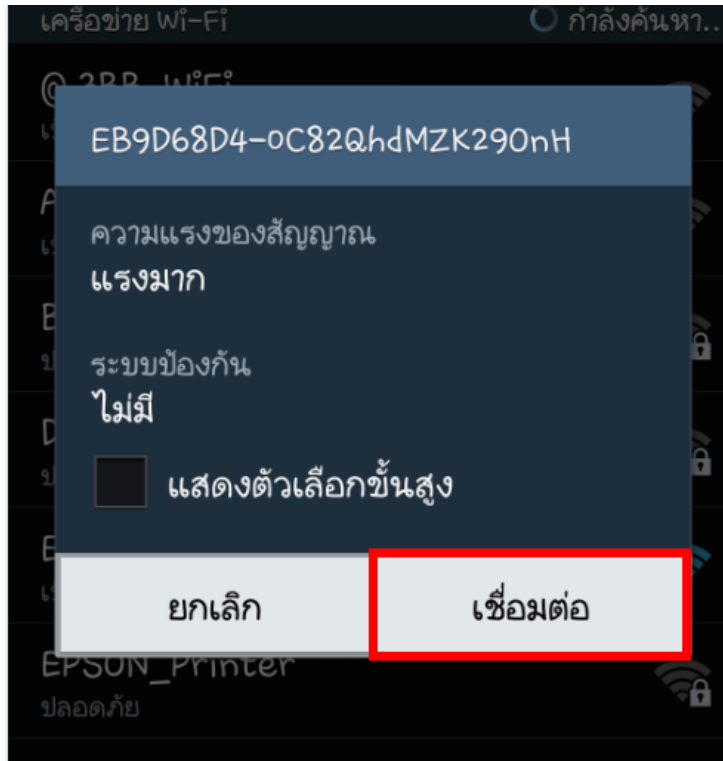 เครือข่าย Wi-Fi
กำลังค้นหา..
@ 3BB WiFi
EB9D68D4-0C82QhdMZK290nH
ความแรงของสัญญาณ
แรงมาก
ระบบป้องกัน
ไม่มี
แสดงตัวเลือกขั้นสูง
ยกเลิก
เชื่อมต่อ
EPSON_Printer
ปลอดภัย